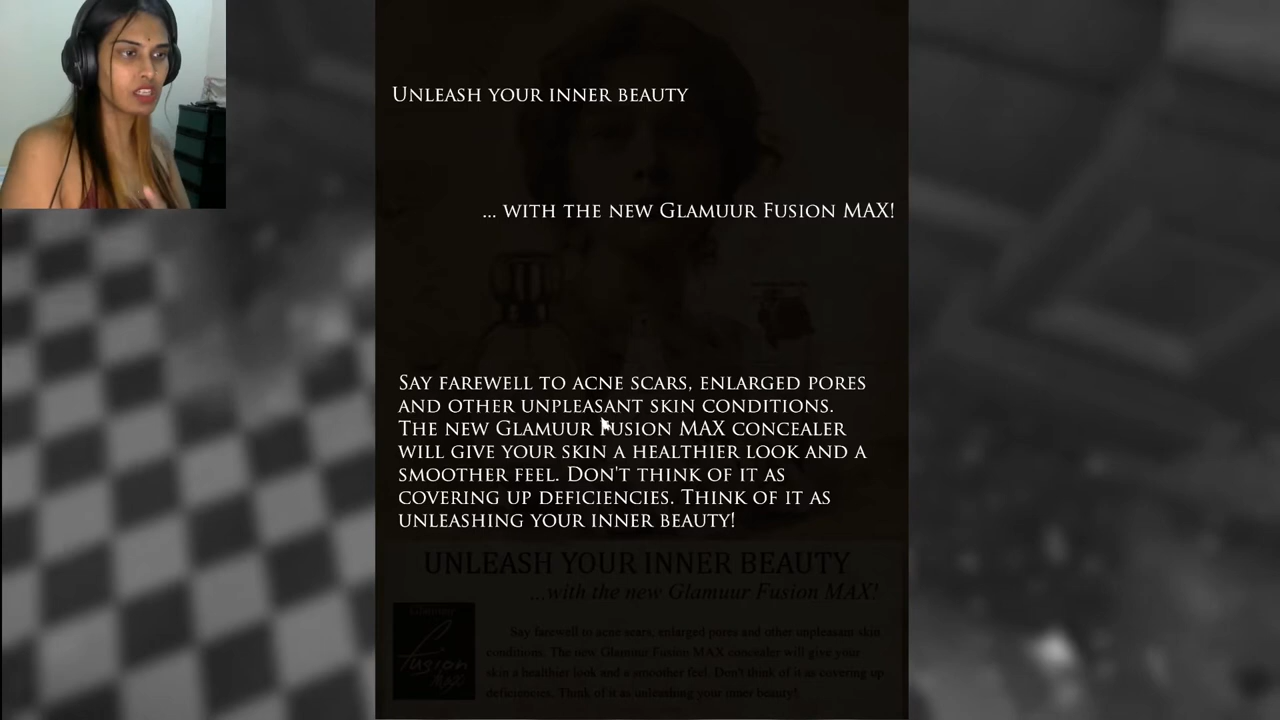 UNLEASH YOUR INNER BEAUTY
... WITH THE NEW GLAMUUR FUSION MAX!
SAY FAREWELL TO ACNE SCARS, ENLARGED PORES
AND OTHER UNPLEASANT SKIN CONDITIONS.
THE NEW GLAMUUR FUSION MAX CONCEALER
WILL GIVE YOUR SKIN A HEALTHIER LOOK AND A
SMOOTHER FEEL. DON'T THINK OF IT AS
COVERING UP DEFICIENCIES. THINK OF IT AS
UNLEASHING YOUR INNER BEAUTY!
UNLEASH YOUR INNER BEAUTY
...with the new Glamuur Fusion MAX!
Glamuur
fusion
Say farewell to acne scars, enlarged pores and other unpleasant skin
conditions. The new Glamuur Fusion MAX concealer will give your
skin a healthier look and a smoother feel. Don't think of it as covering up
deficiencies. Think of it as unleashing your inner beauty!